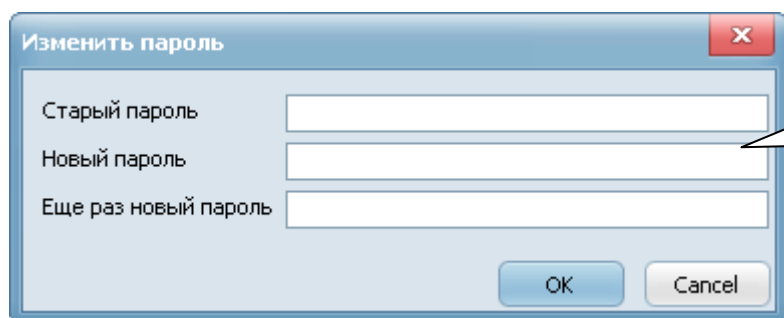 Изменить пароль
Старый пароль
Новый пароль
Еще раз новый пароль
OK Cancel